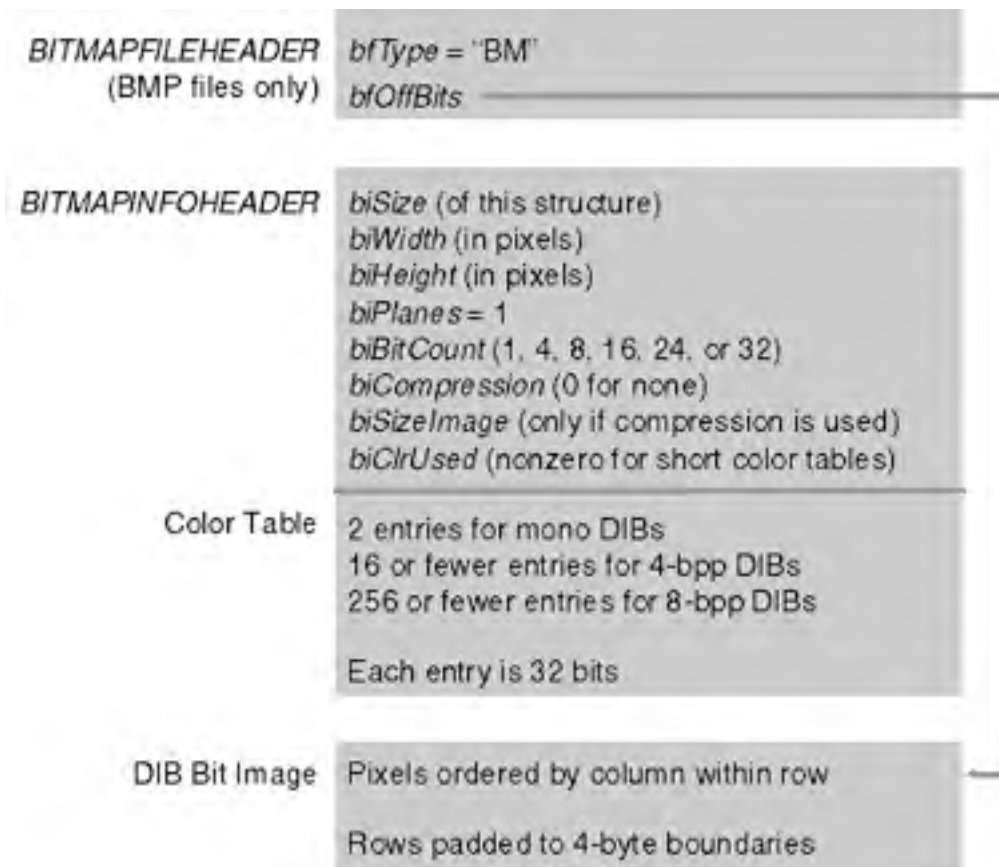 BITMAPFILEHEADER bfType = "BM"
(BMP files only) bfOffBits
BITMAPINFOHEADER biSize (of this structure)
biWidth (in pixels)
biHeight (in pixels)
biPlanes = 1
biBitCount (1, 4, 8, 16, 24, or 32)
biCompression (0 for none)
biSizeImage (only if compression is used)
biClrUsed (nonzero for short color tables)
Color Table 2 entries for mono DIBs
16 or fewer entries for 4-bpp DIBs
256 or fewer entries for 8-bpp DIBs
Each entry is 32 bits
DIB Bit Image Pixels ordered by column within row
Rows padded to 4-byte boundaries